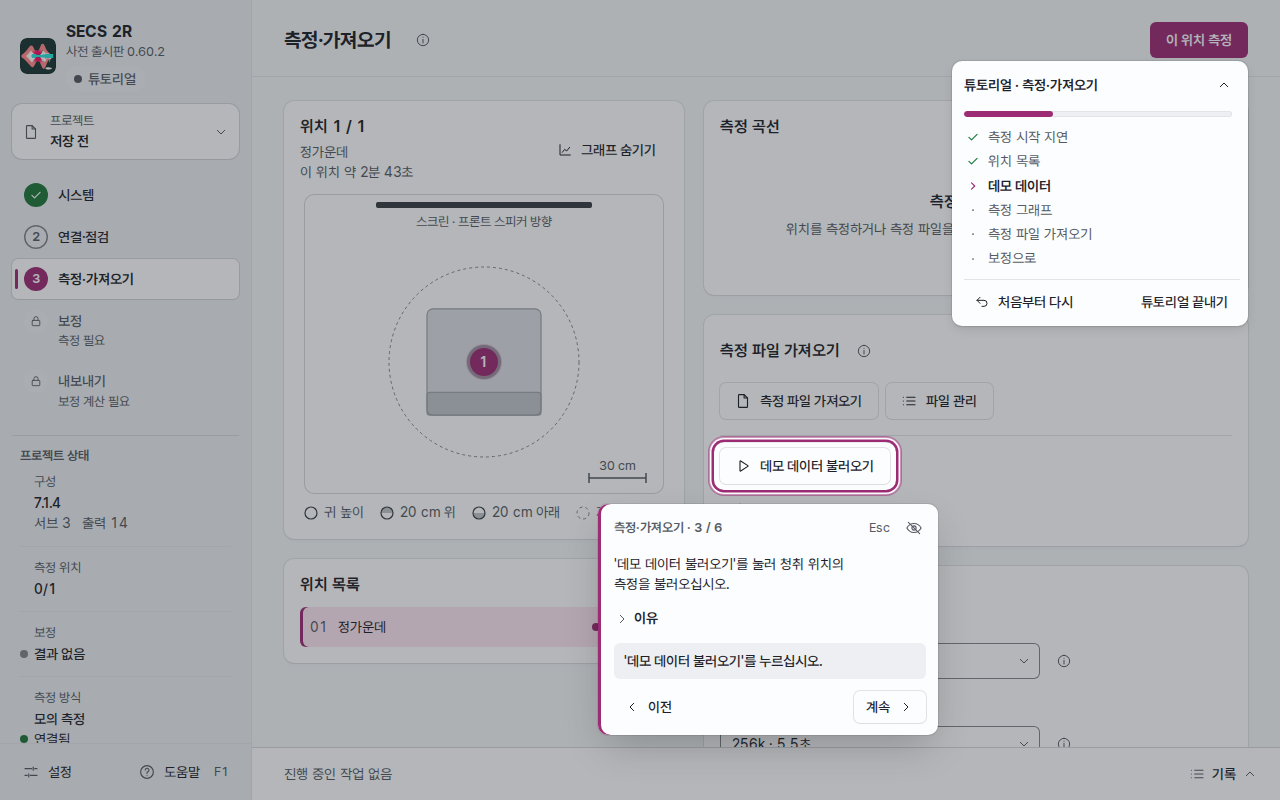 SECS 2R
사전 출시판 0.60.2
튜토리얼
프로젝트
저장 전
시스템
2 연결·점검
3 측정·가져오기
보정
측정 필요
내보내기
보정 계산 필요
프로젝트 상태
구성
7.1.4
서브 3 출력 14
측정 위치
0/1
보정
결과 없음
측정 방식
모의 측정
연결됨
설정
도움말 F1
측정·가져오기
이 위치 측정
위치 1 / 1
정가운데
이 위치 약 2분 43초
그래프 숨기기
스크린 · 프론트 스피커 방향
1
30 cm
귀 높이
20 cm 위
20 cm 아래
위치 목록
01 정가운데
측정 곡선
위치를 측정하거나 측정 파일을
측정 파일 가져오기
측정 파일 가져오기
파일 관리
데모 데이터 불러오기
256k · 5.5초
튜토리얼 · 측정·가져오기
측정 시작 지연
위치 목록
데모 데이터
측정 그래프
측정 파일 가져오기
보정으로
처음부터 다시
튜토리얼 끝내기
측정·가져오기 · 3 / 6
Esc
'데모 데이터 불러오기'를 눌러 청취 위치의
측정을 불러오십시오.
이유
'데모 데이터 불러오기'를 누르십시오.
이전
계속
진행 중인 작업 없음
기록